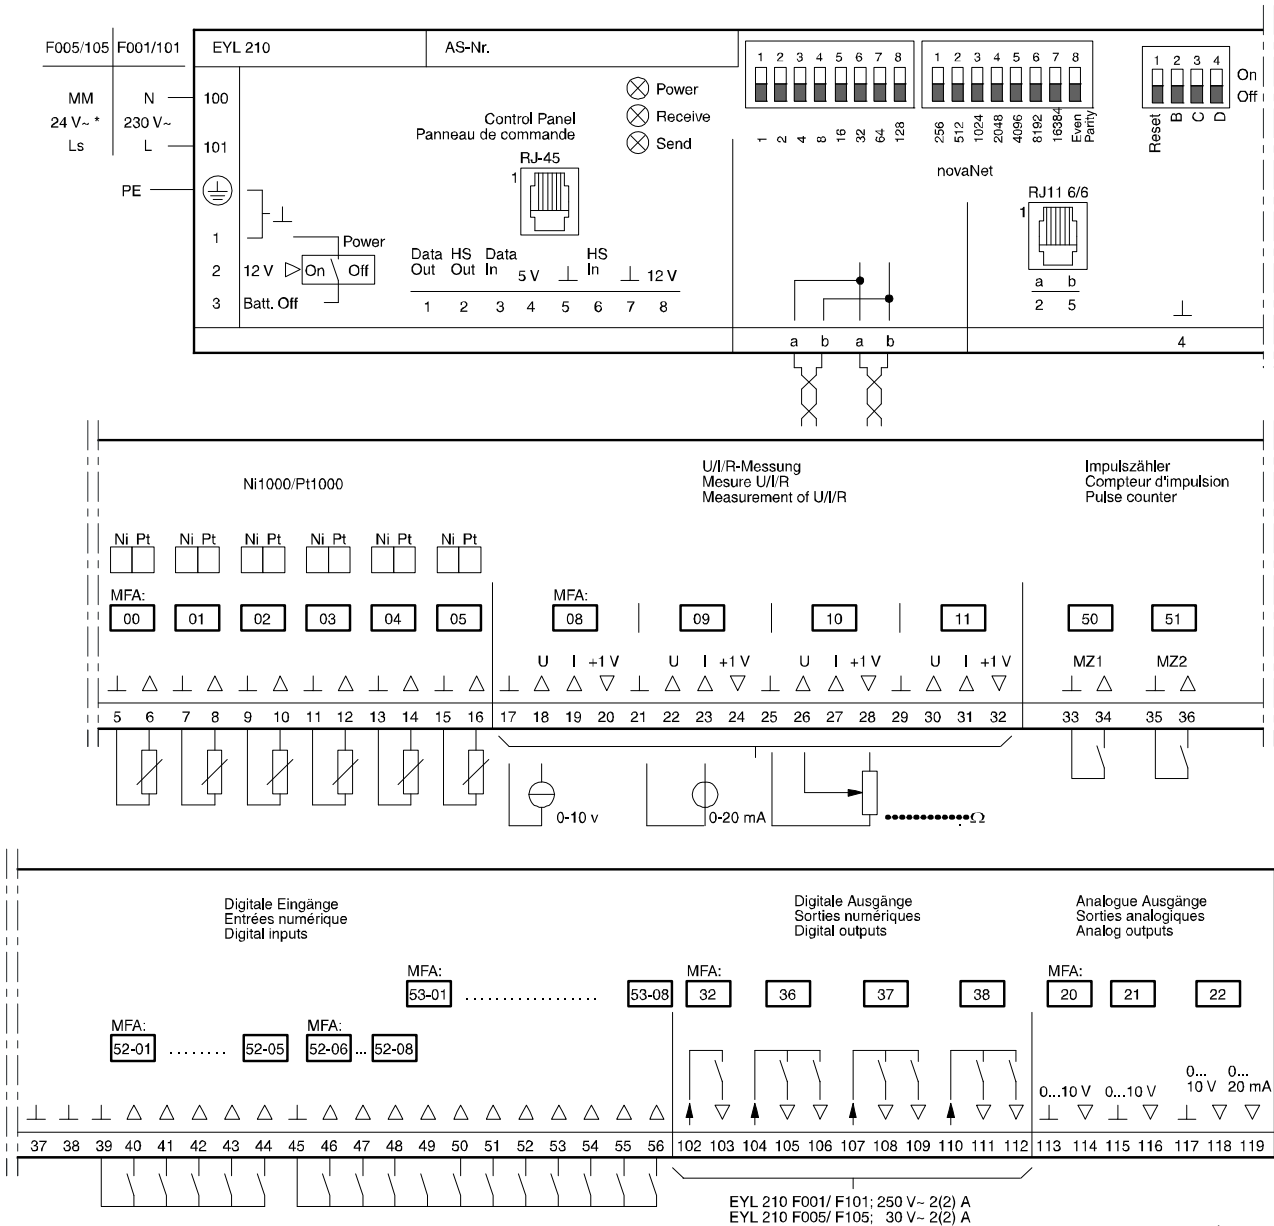 F005/105 F001/101 EYL 210 AS-Nr.
1 2 3 4 5 6 7 8 1 2 3 4 5 6 7 8 1 2 3 4
On
Off
MM N 100
24 V~ * 230 V~
Ls L 101
PE
Power
Receive
Send
Control Panel
Panneau de commande
RJ-45
1
1 2 4 8 16 32 64 128 256 512 1024 2048 4096 8192 16384 Even Parity Reset B C D
novaNet
RJ11 6/6
1
1
2
3
Power
12 V On Off
Batt. Off
Data Out HS Out Data In 5 V HS In 12 V
1 2 3 4 5 6 7 8
a b
2 5
a b a b
4
Ni1000/Pt1000
U/I/R-Messung
Mesure U/I/R
Measurement of U/I/R
Impulszähler
Compteur d'impulsion
Pulse counter
Ni Pt Ni Pt Ni Pt Ni Pt Ni Pt Ni Pt
MFA: MFA:
00 01 02 03 04 05 08 09 10 11 50 51
U I +1 V U I +1 V U I +1 V U I +1 V MZ1 MZ2
5 6 7 8 9 10 11 12 13 14 15 16 17 18 19 20 21 22 23 24 25 26 27 28 29 30 31 32 33 34 35 36
0-10 v 0-20 mA Ω
Digitale Eingänge
Entrées numérique
Digital inputs
Digitale Ausgänge
Sorties numériques
Digital outputs
Analogue Ausgänge
Sorties analogiques
Analog outputs
MFA: MFA:
53-01 .................... 53-08 32 36 37 38 20 21 22
MFA: MFA:
52-01 ........ 52-05 52-06 ... 52-08
0...10 V 0...10 V 0... 10 V 0... 20 mA
37 38 39 40 41 42 43 44 45 46 47 48 49 50 51 52 53 54 55 56 102 103 104 105 106 107 108 109 110 111 112 113 114 115 116 117 118 119
EYL 210 F001/ F101; 250 V~ 2(2) A
EYL 210 F005/ F105; 30 V~ 2(2) A